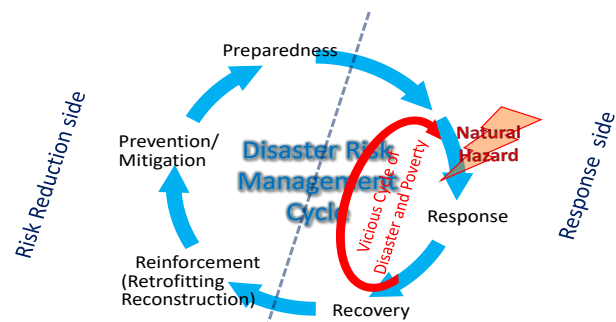 Preparedness
Risk Reduction side
Prevention/
Mitigation
Disaster Risk
Management
Cycle
Vicious Cycle of
Disaster and Poverty
Natural
Hazard
Response side
Response
Reinforcement
(Retrofitting
Reconstruction)
Recovery